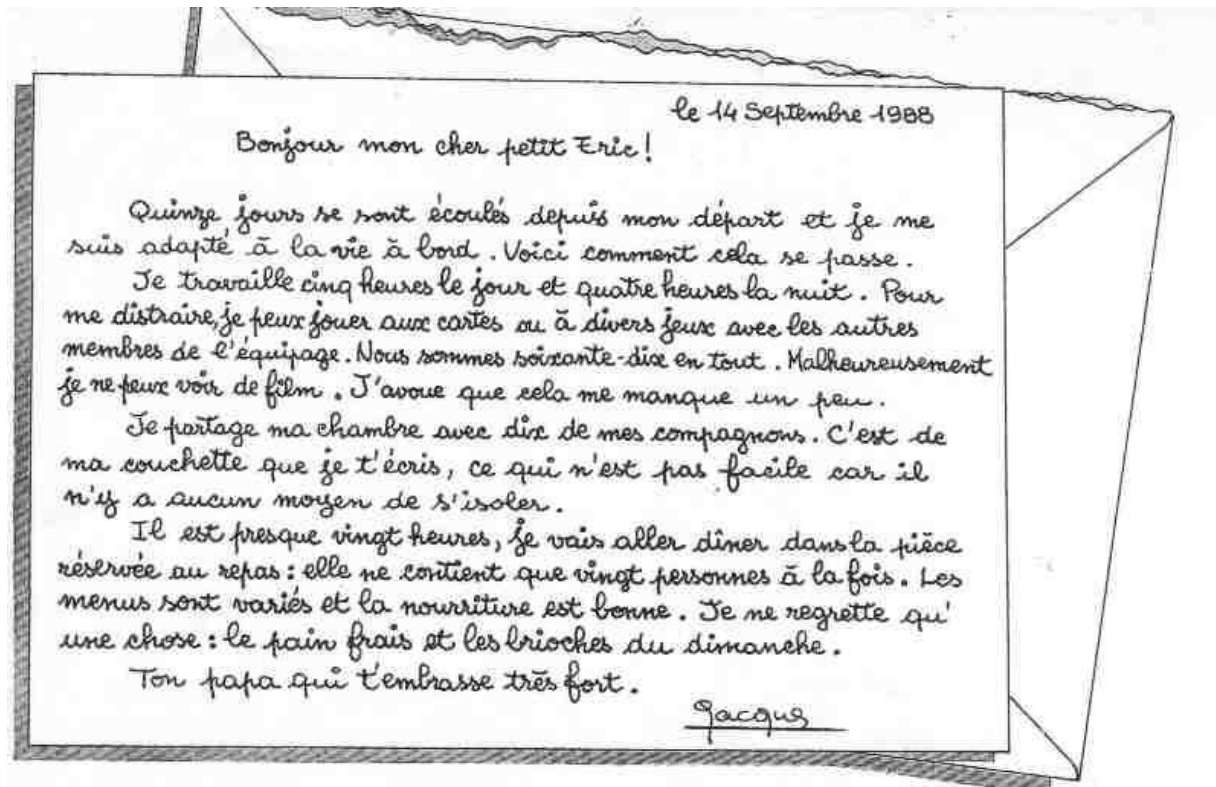 le 14 Septembre 1988
Bonjour mon cher petit Eric !
Quinze jours se sont écoulés depuis mon départ et je me
suis adapté à la vie à bord . Voici comment cela se passe .
Je travaille cinq heures le jour et quatre heures la nuit . Pour
me distraire, je peux jouer aux cartes ou à divers jeux avec les autres
membres de l'équipage . Nous sommes soixante-dix en tout . Malheureusement
je ne peux voir de film . J'avoue que cela me manque un peu .
Je partage ma chambre avec dix de mes compagnons . C'est de
ma couchette que je t'écris, ce qui n'est pas facile car il
n'y a aucun moyen de s'isoler .
Il est presque vingt heures, je vais aller dîner dans la pièce
réservée au repas : elle ne contient que vingt personnes à la fois . Les
menus sont variés et la nourriture est bonne . Je ne regrette qu'
une chose : le pain frais et les brioches du dimanche .
Ton papa qui t'embrasse très fort .
Jacques